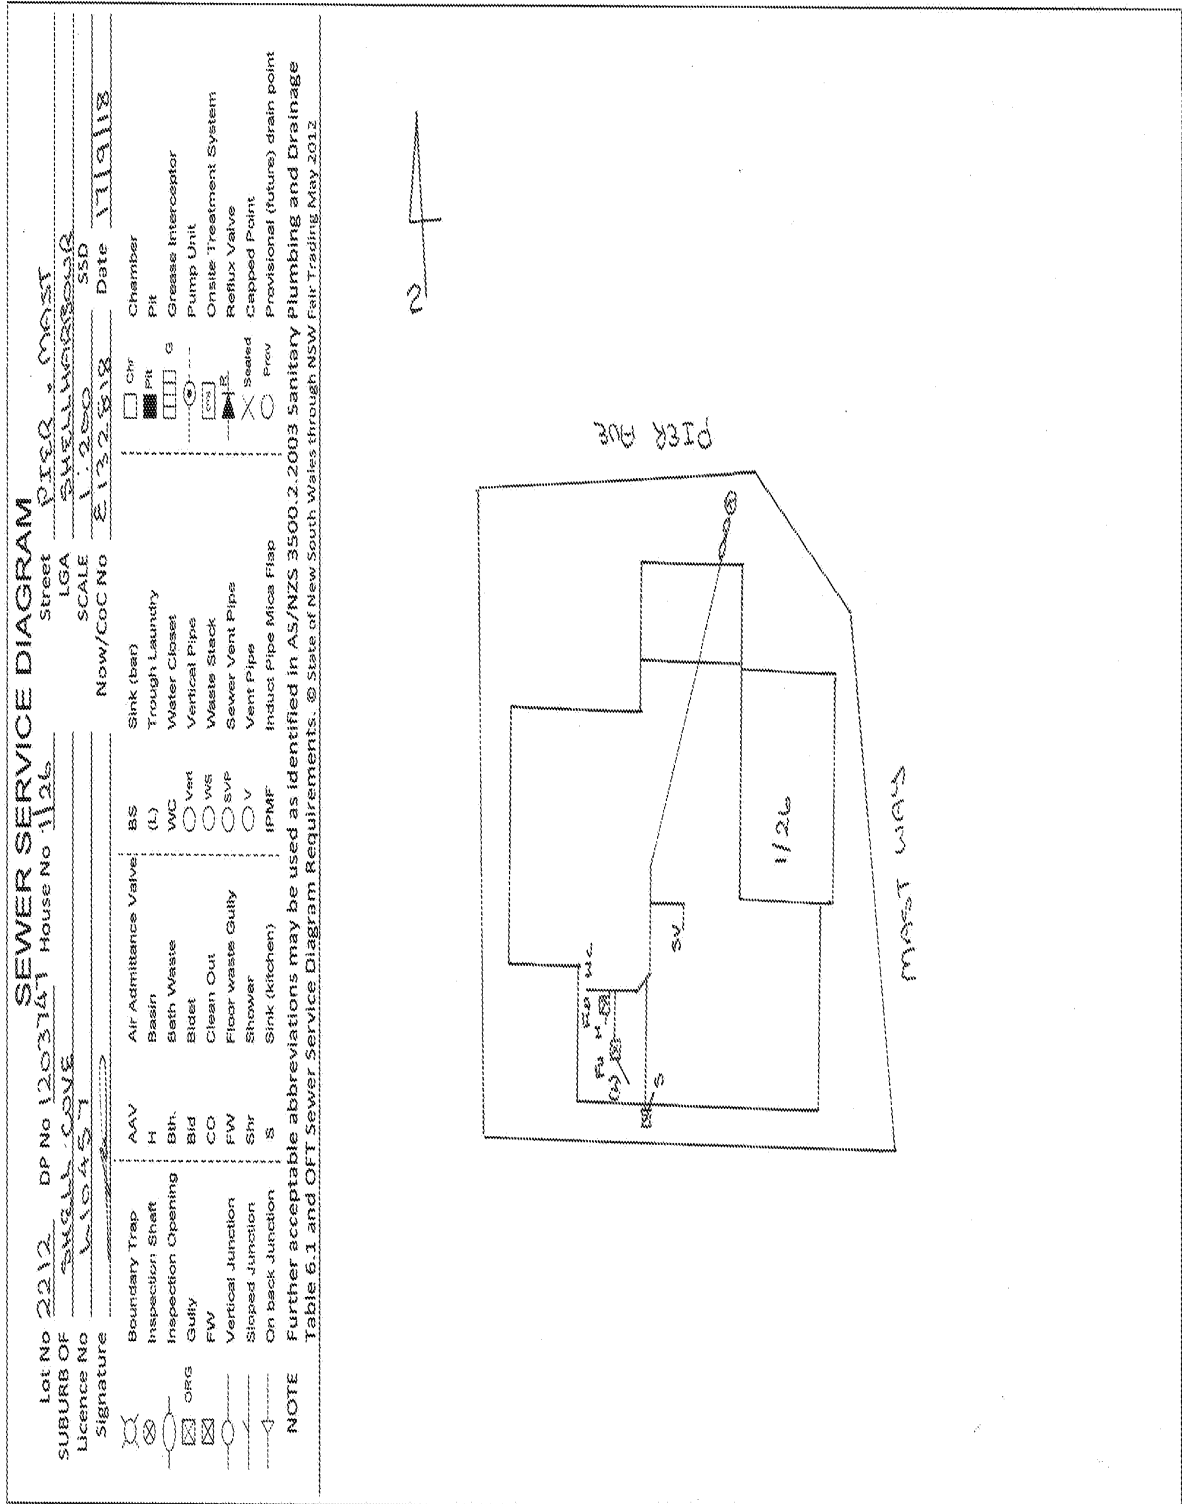 SEWER SERVICE DIAGRAM
Lot No 2212 DP No 1203747 House No 1/26 Street PIER & MAST
SUBURB OF SHELL COVE LGA SHELLHARBOUR
Licence No SCALE 1:200 SSD
Signature Now/CoC No E132818 Date 17/9/18
Boundary Trap
Inspection Shaft
Inspection Opening
ORG Gully
FW
Vertical Junction
Sloped Junction
On back Junction
AAV Air Admittance Valve
H Basin
Bth. Bath Waste
Bid Bidet
CO Clean Out
FW Floor waste Gully
Shr Shower
S Sink (kitchen)
BS Sink (bar)
(L) Trough Laundry
WC Water Closet
Vert Vertical Pipe
WS Waste Stack
SVP Sewer Vent Pipe
V Vent Pipe
IPMF Induct Pipe Mica Flap
Chr Chamber
Pit Pit
G Grease Interceptor
Pump Unit
Onsite Treatment System
R Reflux Valve
Sealed Capped Point
Prov Provisional (future) drain point
NOTE Further acceptable abbreviations may be used as identified in AS/NZS 3500.2.2003 Sanitary Plumbing and Drainage
Table 6.1 and OFT Sewer Service Diagram Requirements. © State of New South Wales through NSW Fair Trading May 2012
N
PIER AVE
WC
H
SV
S
1/26
MAST WAY